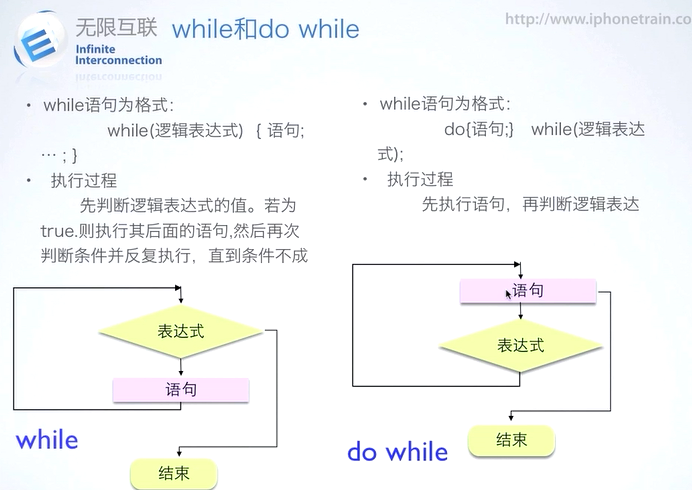 无限互联
Infinite
Interconnection
while和do while
http://www.iphonetrain.co
• while语句为格式：
while(逻辑表达式) { 语句;
… ; }
• 执行过程
先判断逻辑表达式的值。若为
true.则执行其后面的语句,然后再次
判断条件并反复执行，直到条件不成
表达式
语句
while
结束
• while语句为格式：
do{语句;} while(逻辑表达
式);
• 执行过程
先执行语句，再判断逻辑表达
语句
表达式
do while
结束